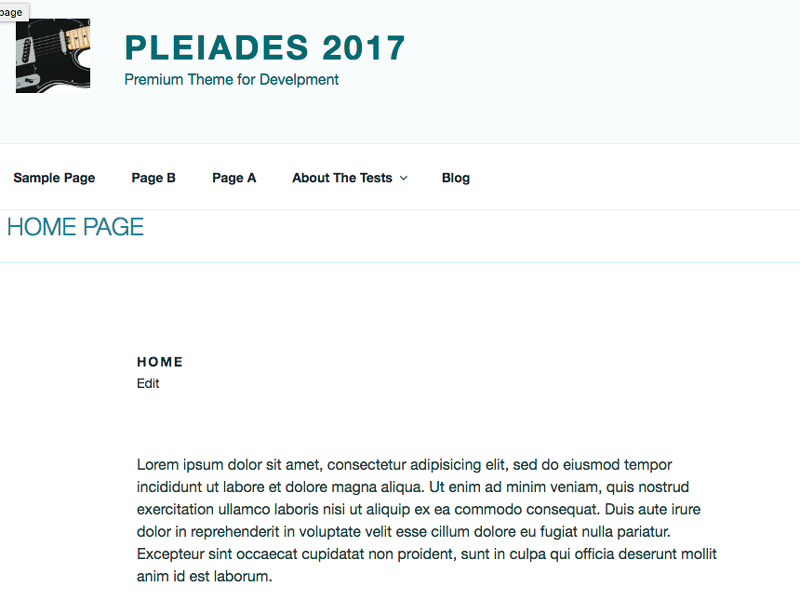 page
PLEIADES 2017
Premium Theme for Develpment
Sample Page Page B Page A About The Tests Blog
HOME PAGE
HOME
Edit
Lorem ipsum dolor sit amet, consectetur adipisicing elit, sed do eiusmod tempor
incididunt ut labore et dolore magna aliqua. Ut enim ad minim veniam, quis nostrud
exercitation ullamco laboris nisi ut aliquip ex ea commodo consequat. Duis aute irure
dolor in reprehenderit in voluptate velit esse cillum dolore eu fugiat nulla pariatur.
Excepteur sint occaecat cupidatat non proident, sunt in culpa qui officia deserunt mollit
anim id est laborum.